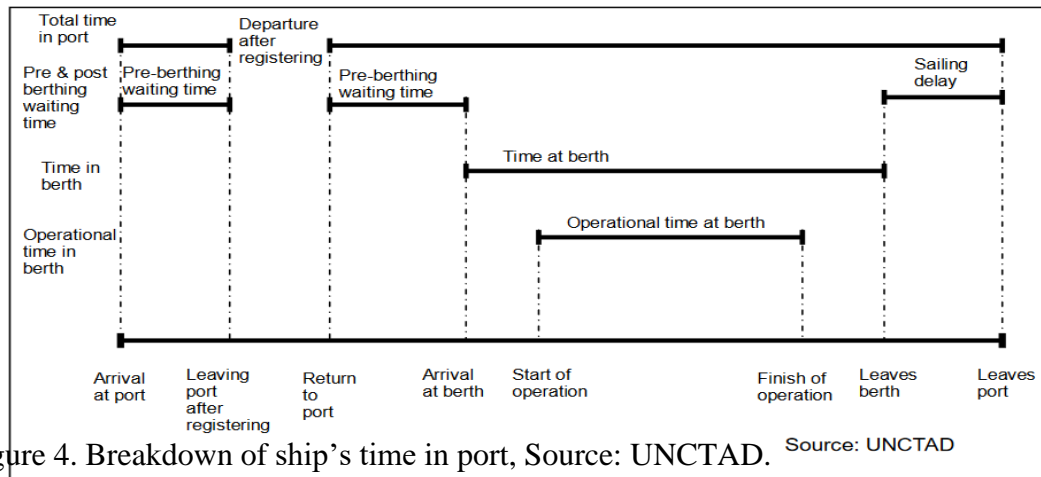 Total time
in port
Departure
after
registering
Pre & post
berthing
waiting
time
Pre-berthing
waiting time
Pre-berthing
waiting time
Sailing
delay
Time in
berth
Time at berth
Operational
time in
berth
Operational time at berth
Arrival
at port
Leaving
port
after
registering
Return
to
port
Arrival
at berth
Start of
operation
Finish of
operation
Leaves
berth
Leaves
port
gure 4. Breakdown of ship’s time in port, Source: UNCTAD.
Source: UNCTAD